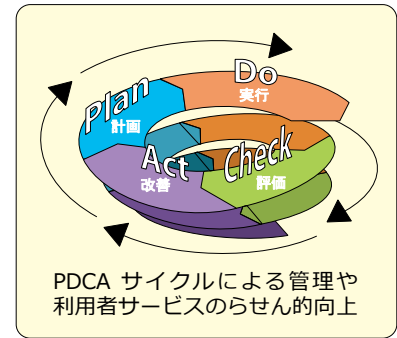 Plan
計画
Do
実行
Check
評価
Act
改善
PDCA サイクルによる管理や
利用者サービスのらせん的向上